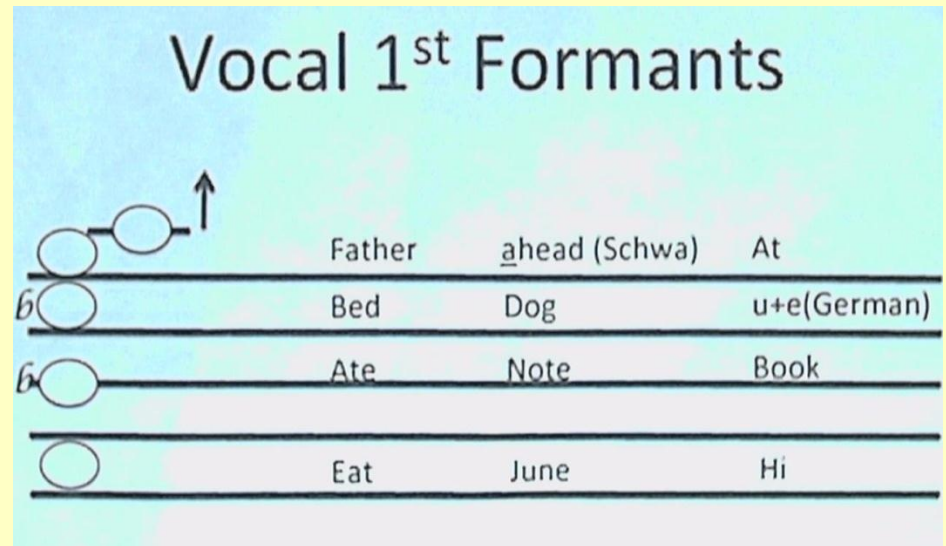 Vocal 1st Formants
Father ahead (Schwa) At
Bed Dog u+e(German)
Ate Note Book
Eat June Hi